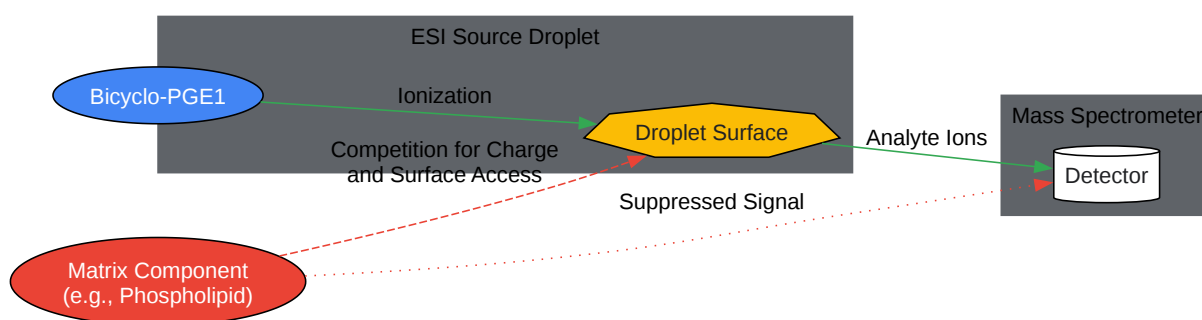 ESI Source Droplet
Bicyclo-PGE1
Ionization
Droplet Surface
Competition for Charge
and Surface Access
Analyte Ions
Mass Spectrometer
Detector
Suppressed Signal
Matrix Component
(e.g., Phospholipid)